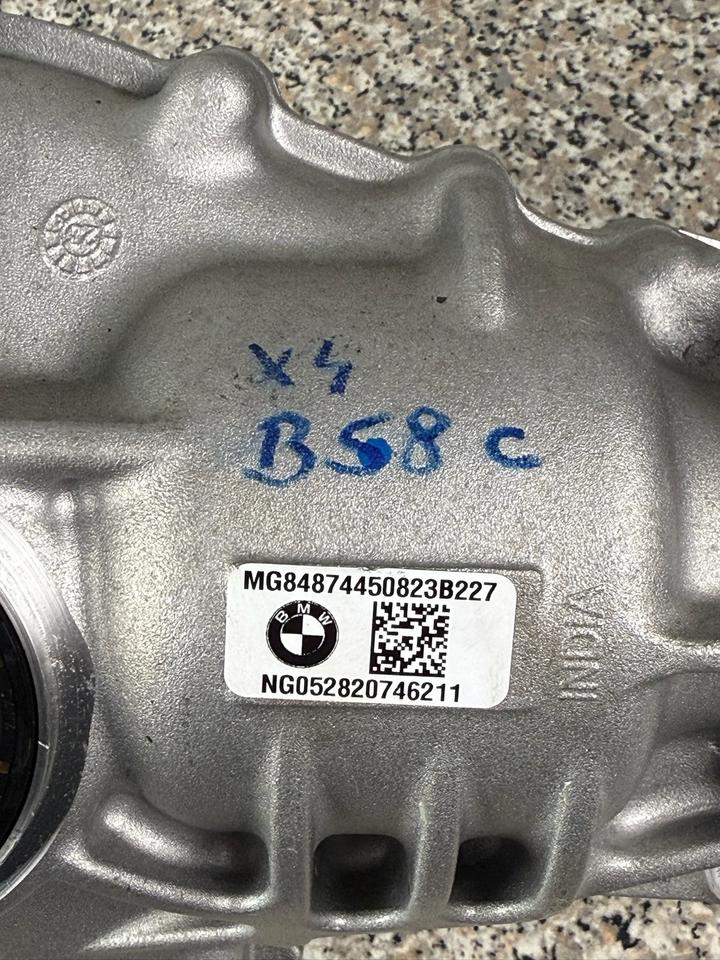 X4
B58 C
MG84874450823B227
BMW
NG052820746211
INDIA